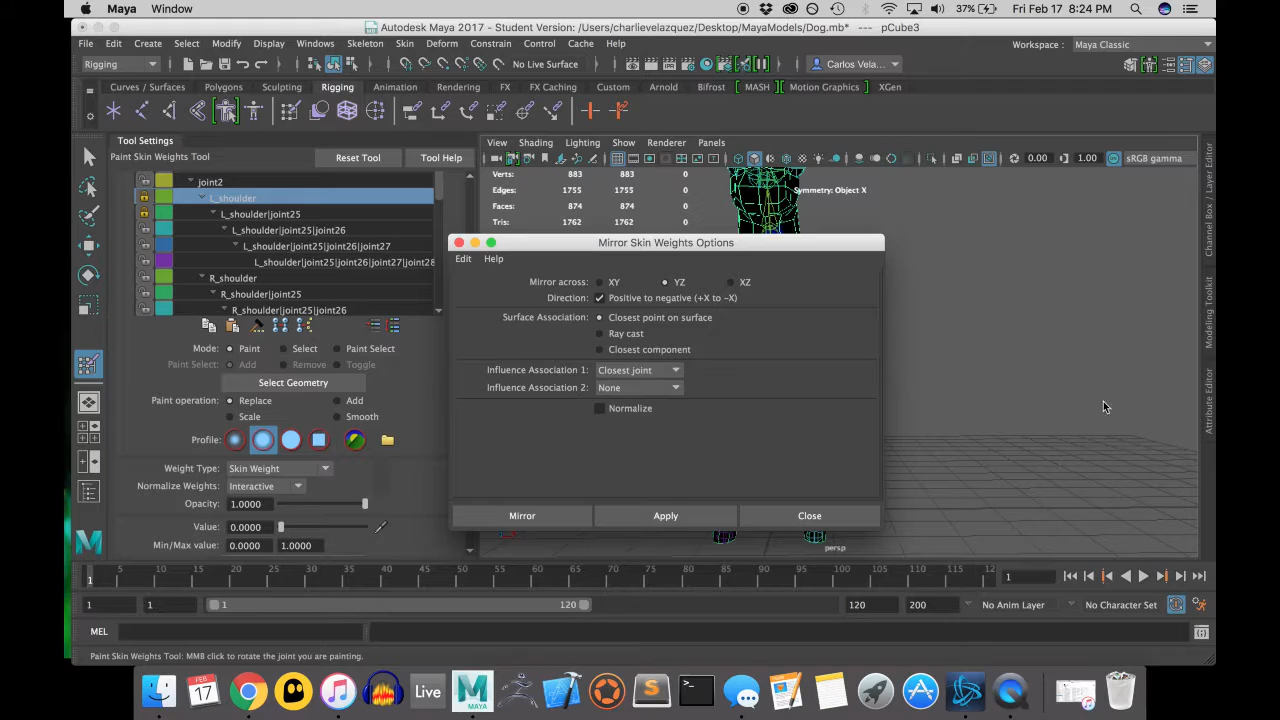 Maya Window 37% Fri Feb 17 8:24 PM
Autodesk Maya 2017 - Student Version: /Users/charlievelazquez/Desktop/MayaModels/Dog.mb* --- pCube3
File Edit Create Select Modify Display Windows Skeleton Skin Deform Constrain Control Cache Help Workspace : Maya Classic
Rigging No Live Surface Carlos Vela...
Curves / Surfaces Polygons Sculpting Rigging Animation Rendering FX FX Caching Custom Arnold Bifrost MASH Motion Graphics XGen
Tool Settings
Paint Skin Weights Tool Reset Tool Tool Help
View Shading Lighting Show Renderer Panels
0.00 1.00 sRGB gamma
joint2
L_shoulder
L_shoulder|joint25
L_shoulder|joint25|joint26
L_shoulder|joint25|joint26|joint27
L_shoulder|joint25|joint26|joint27|joint28
R_shoulder
R_shoulder|joint25
R_shoulder|joint25|joint26
Verts: 883 883 0
Edges: 1755 1755 0
Faces: 874 874 0
Tris: 1762 1762 0
Symmetry: Object X
Mirror Skin Weights Options
Edit Help
Mirror across: XY YZ XZ
Direction: Positive to negative (+X to -X)
Surface Association: Closest point on surface
Ray cast
Closest component
Influence Association 1: Closest joint
Influence Association 2: None
Normalize
Mirror Apply Close
Mode: Paint Select Paint Select
Paint Select: Add Remove Toggle
Select Geometry
Paint operation: Replace Add
Scale Smooth
Profile:
Weight Type: Skin Weight
Normalize Weights: Interactive
Opacity: 1.0000
Value: 0.0000
Min/Max value: 0.0000 1.0000
persp
Channel Box / Layer Editor
Modeling Toolkit
Attribute Editor
1 5 10 15 20 25 30 35 40 45 50 55 60 65 70 75 80 85 90 95 100 105 110 115 12 1
1 1 1 120 120 200 No Anim Layer No Character Set
MEL
Paint Skin Weights Tool: MMB click to rotate the joint you are painting.
FEB
17
Live
MAYA